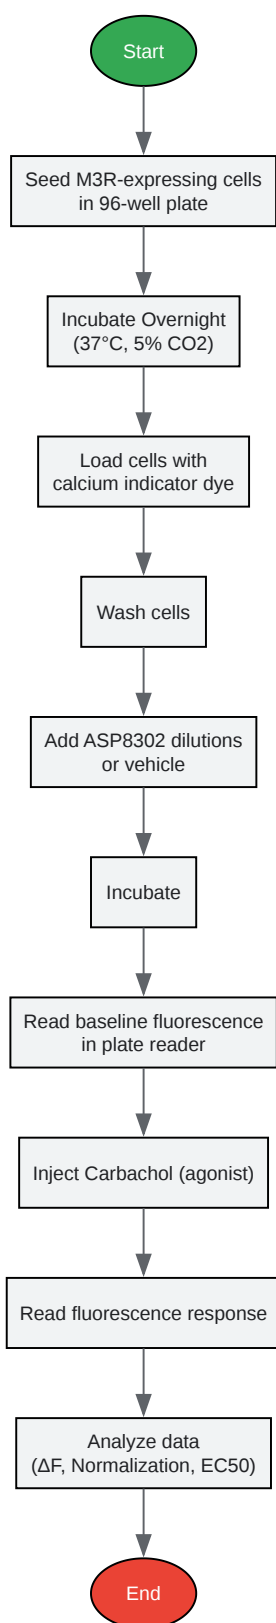 Start
Seed M3R-expressing cells
in 96-well plate
Incubate Overnight
(37°C, 5% CO2)
Load cells with
calcium indicator dye
Wash cells
Add ASP8302 dilutions
or vehicle
Incubate
Read baseline fluorescence
in plate reader
Inject Carbachol (agonist)
Read fluorescence response
Analyze data
(ΔF, Normalization, EC50)
End